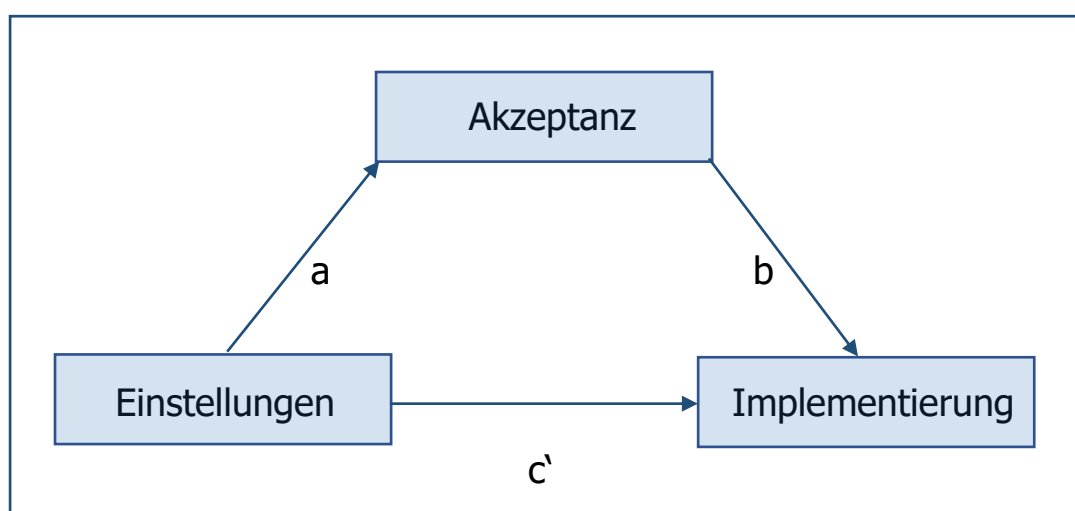 Akzeptanz
a
b
Einstellungen
Implementierung
c‘